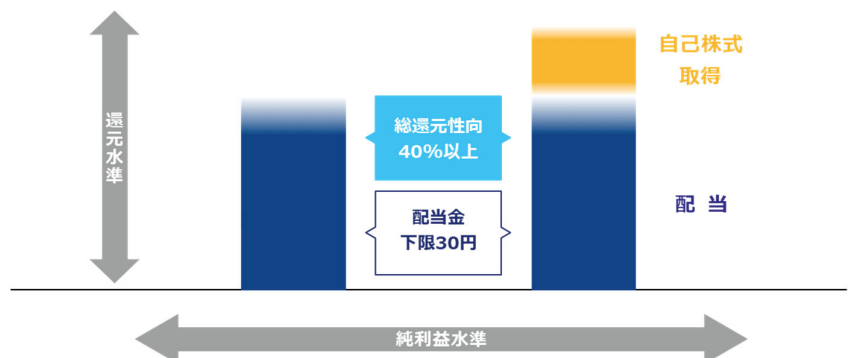 自己株式
取得
還元水準
総還元性向
40%以上
配当金
下限30円
配 当
純利益水準